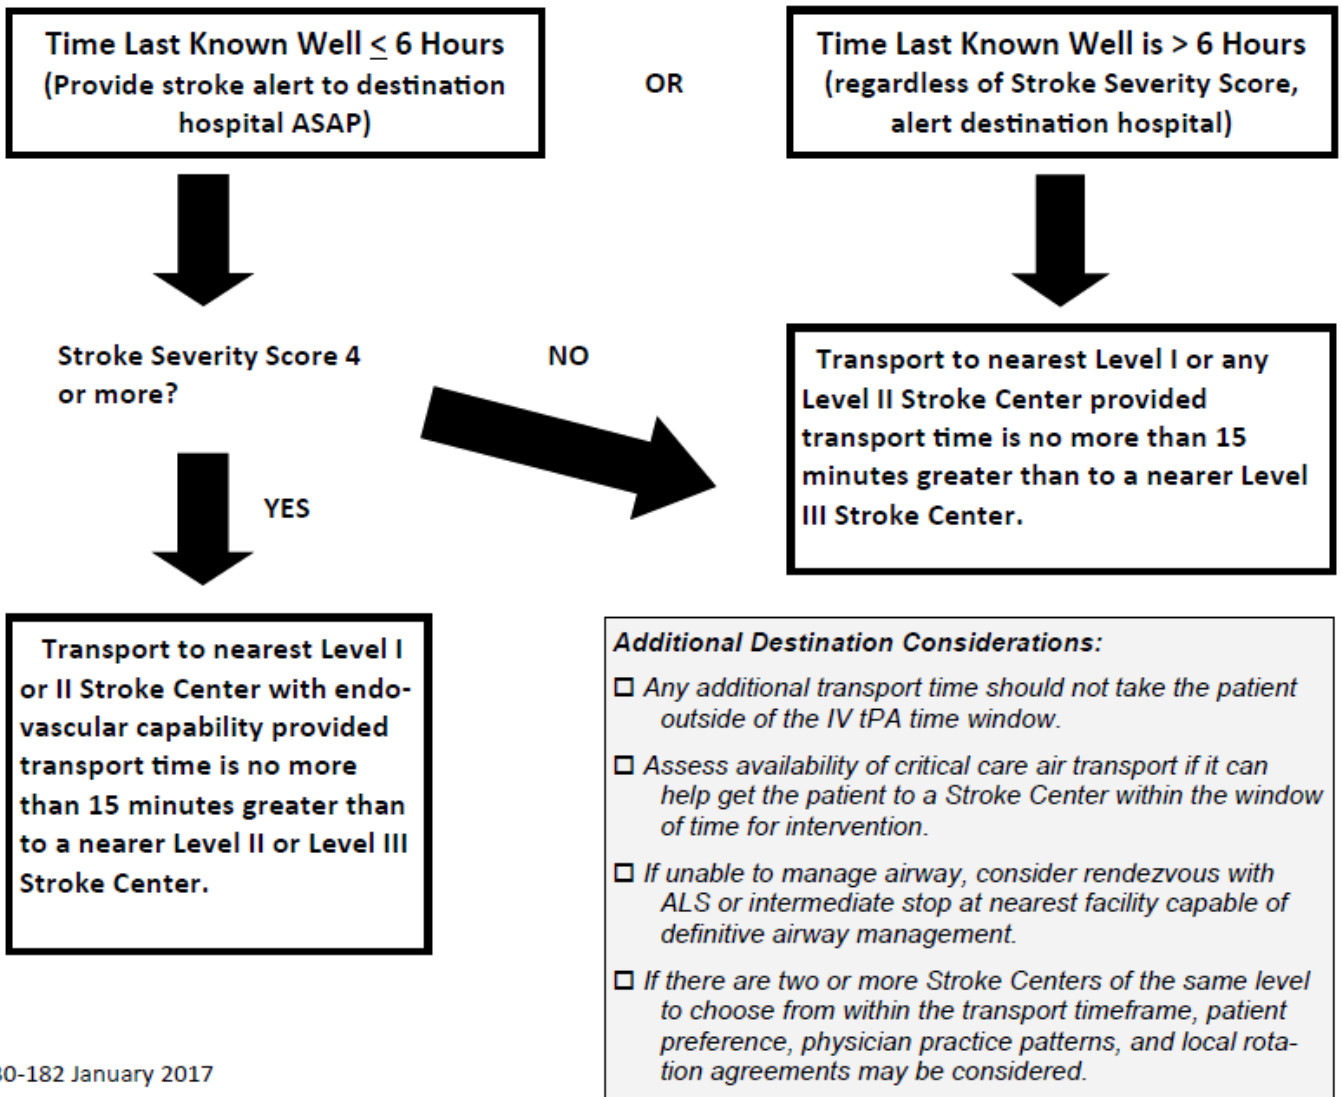 Time Last Known Well ≤ 6 Hours
(Provide stroke alert to destination
hospital ASAP)
OR
Time Last Known Well is > 6 Hours
(regardless of Stroke Severity Score,
alert destination hospital)
Stroke Severity Score 4
or more?
NO
YES
Transport to nearest Level I or any
Level II Stroke Center provided
transport time is no more than 15
minutes greater than to a nearer Level
III Stroke Center.
Transport to nearest Level I
or II Stroke Center with endo-
vascular capability provided
transport time is no more
than 15 minutes greater than
to a nearer Level II or Level III
Stroke Center.
Additional Destination Considerations:
☐ Any additional transport time should not take the patient
outside of the IV tPA time window.
☐ Assess availability of critical care air transport if it can
help get the patient to a Stroke Center within the window
of time for intervention.
☐ If unable to manage airway, consider rendezvous with
ALS or intermediate stop at nearest facility capable of
definitive airway management.
☐ If there are two or more Stroke Centers of the same level
to choose from within the transport timeframe, patient
preference, physician practice patterns, and local rota-
tion agreements may be considered.
0-182 January 2017